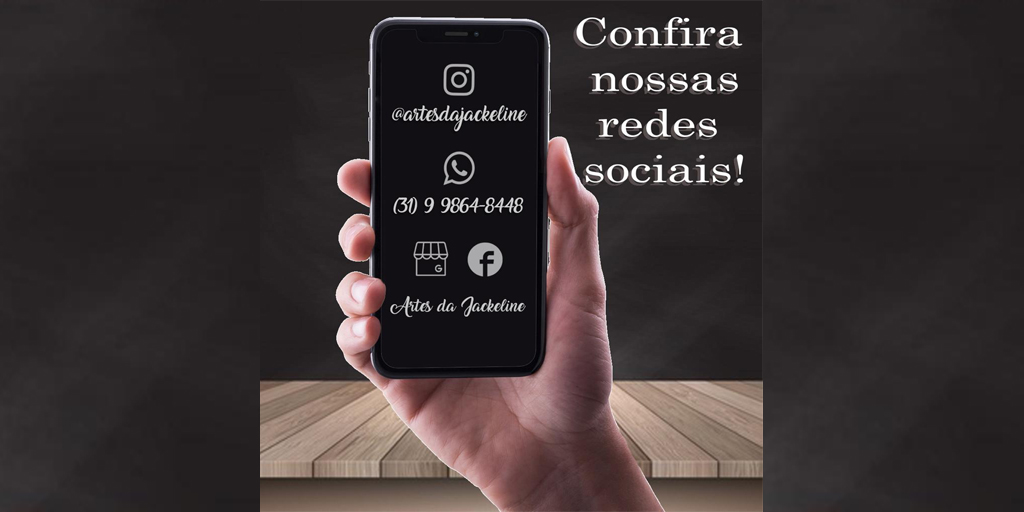 Confira
nossas
redes
sociais!
@artesdajackeline
(31) 9 9864-8448
G
Artes da Jackeline